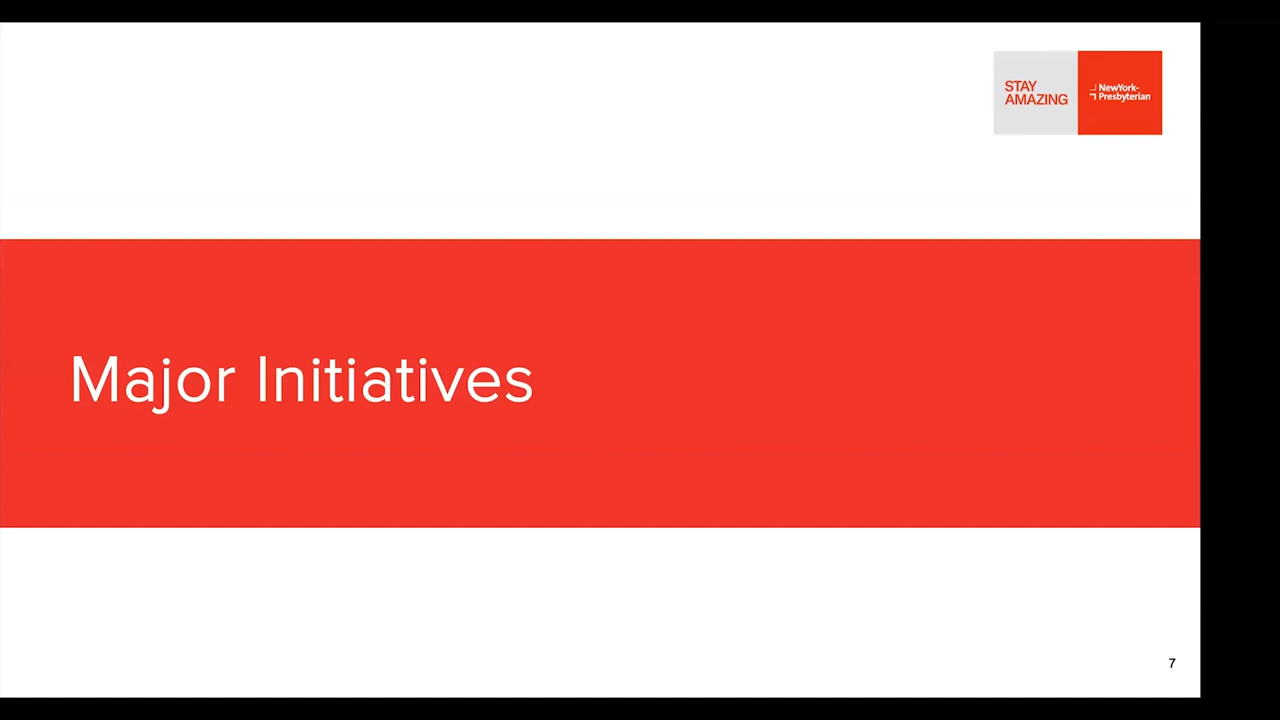 STAY
AMAZING
NewYork-
Presbyterian
Major Initiatives
7